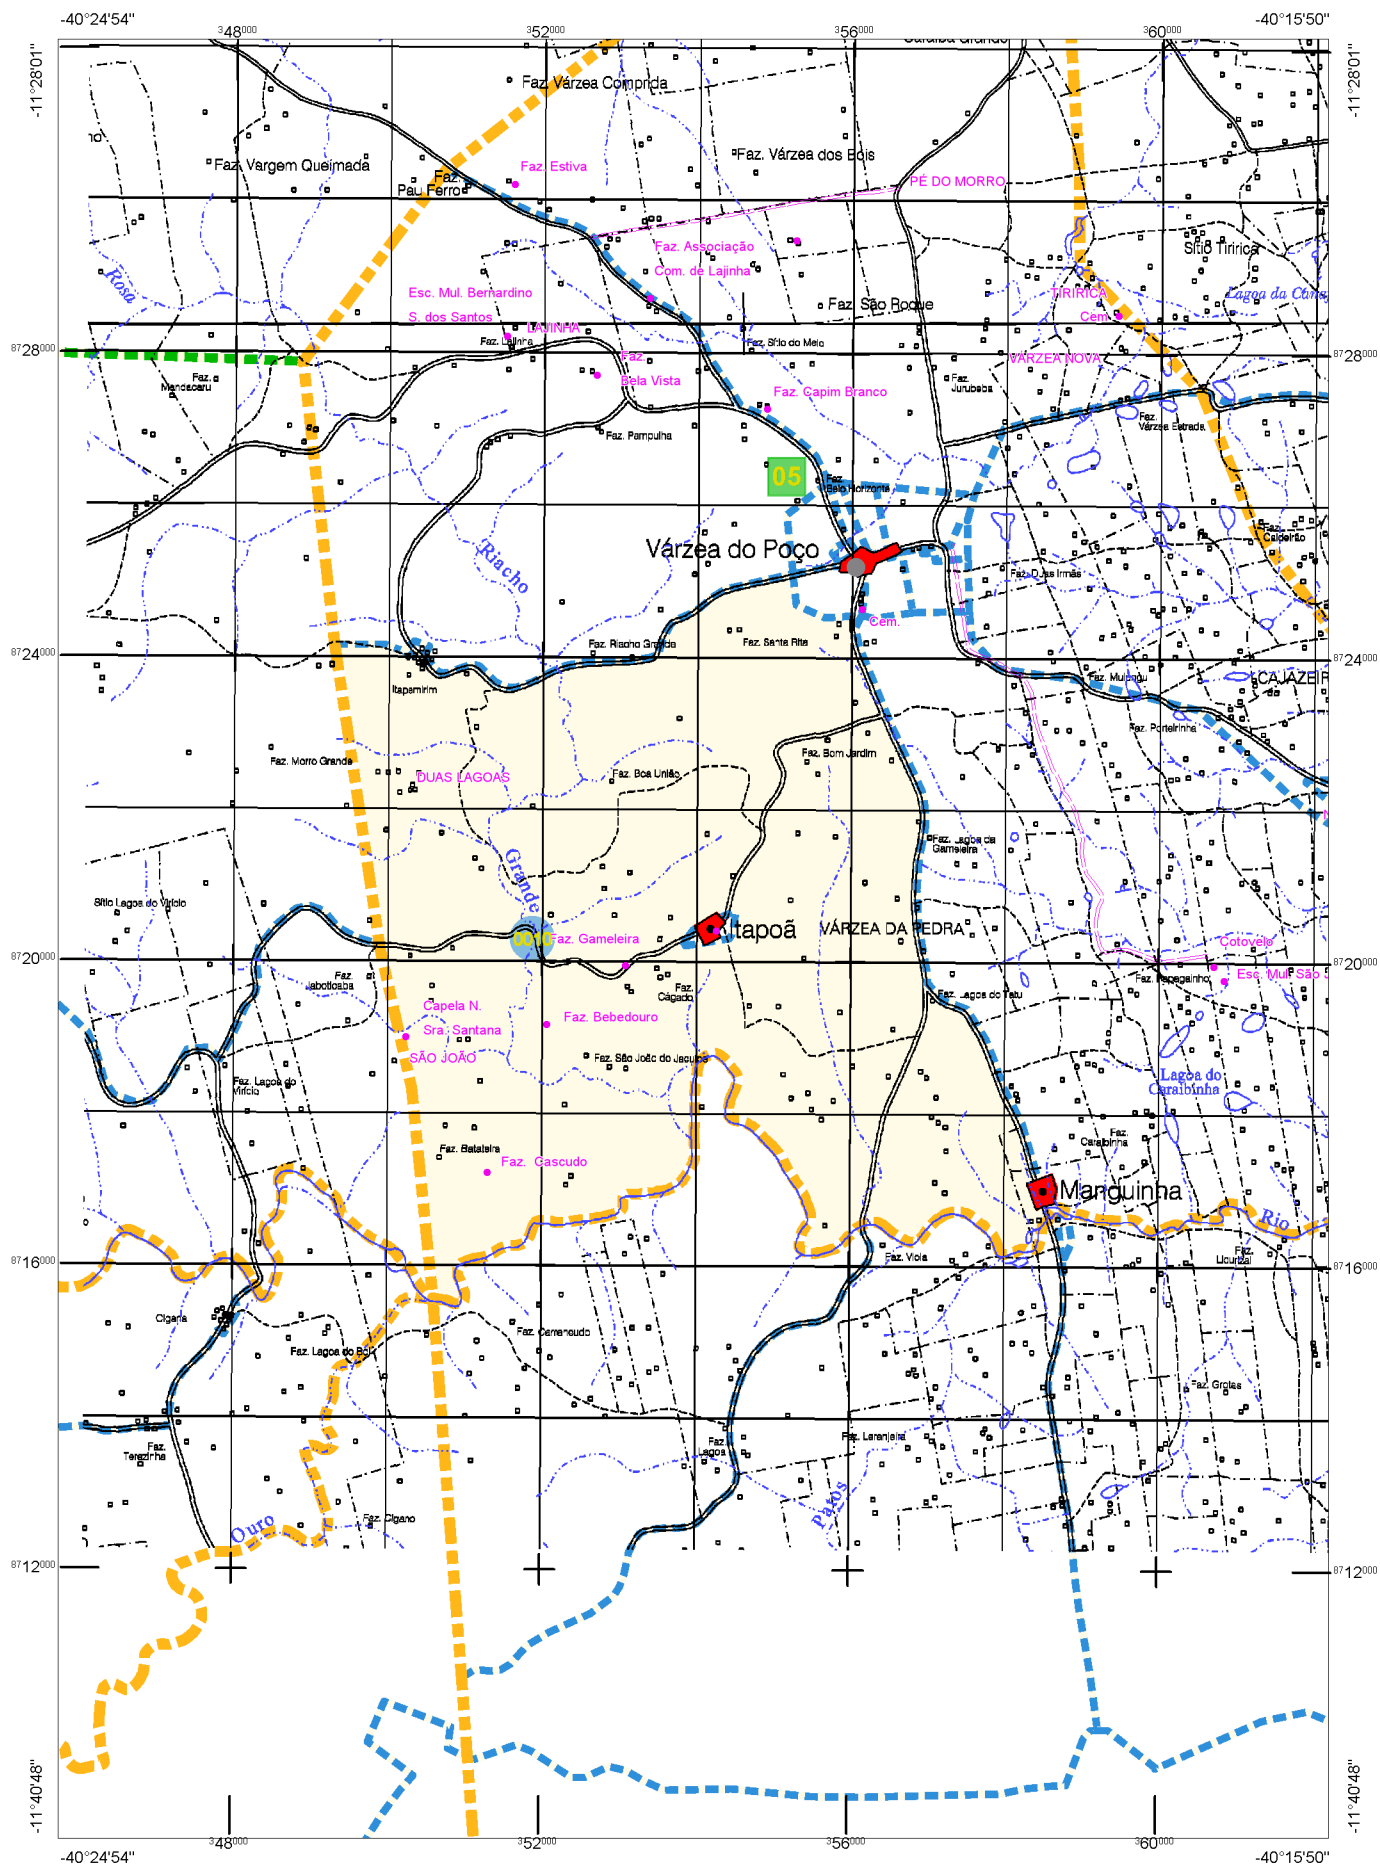 -40°24'54"
-40°15'50"
348000
352000
356000
360000
-11°28'01"
-11°28'01"
Caraíba Grande
Faz. Várzea Comprida
Faz. Várzea dos Bois
Faz. Vargem Queimada
Faz.
Pau Ferro
Faz. Estiva
PÉ DO MORRO
Faz. Associação
Com. de Lajinha
Sítio Tiririca
Rosa
Esc. Mul. Bernardino
S. dos Santos
LAJINHA
Faz. Lajinha
Faz. São Roque
TIRIRICA
Cem.
Faz. Sítio do Meio
8728000
8728000
Faz.
Mandacaru
Faz.
Bela Vista
VÁRZEA NOVA
Faz.
Jurubeba
Faz. Capim Branco
Faz.
Várzea Estrada
Faz. Pampulha
05
Faz.
Belo Horizonte
Faz.
Caldeirão
Várzea do Poço
Riacho
Faz. Duas Irmãs
Cem.
Faz. Riacho Grande
Faz. Santa Rita
8724000
8724000
Itapemirim
Faz. Mulungu
Faz. Porteirinha
Faz. Morro Grande
Faz. Bom Jardim
DUAS LAGOAS
Faz. Boa União
Faz. Lagoa da
Gameleira
Grande
Sítio Lagoa do Virício
Itapoã
VÁRZEA DA PEDRA
0010
Faz. Gameleira
Cotovelo
8720000
8720000
Faz.
Jaboticaba
Faz.
Cágado
Faz. Lagoa do Tatu
Faz. Papagainho
Esc. Mul. São
Capela N.
Sra. Santana
SÃO JOÃO
Faz. Bebedouro
Faz. São João do Jacuípe
Faz. Lagoa do
Virício
Lagoa do
Caraibinha
Faz. Batateira
Faz.
Caraibinha
Faz. Cascudo
Manguinha
Rio
8716000
8716000
Faz. Viola
Faz.
Licurizal
Cigana
Faz. Lagoa do Boi
Faz. Carrancudo
Faz. Grotas
Faz.
Terezinha
Faz.
Lagoa
Faz. Laranjeira
Ouro
Faz. Cigano
Patos
8712000
8712000
-11°40'48"
-11°40'48"
348000
352000
356000
360000
-40°24'54"
-40°15'50"